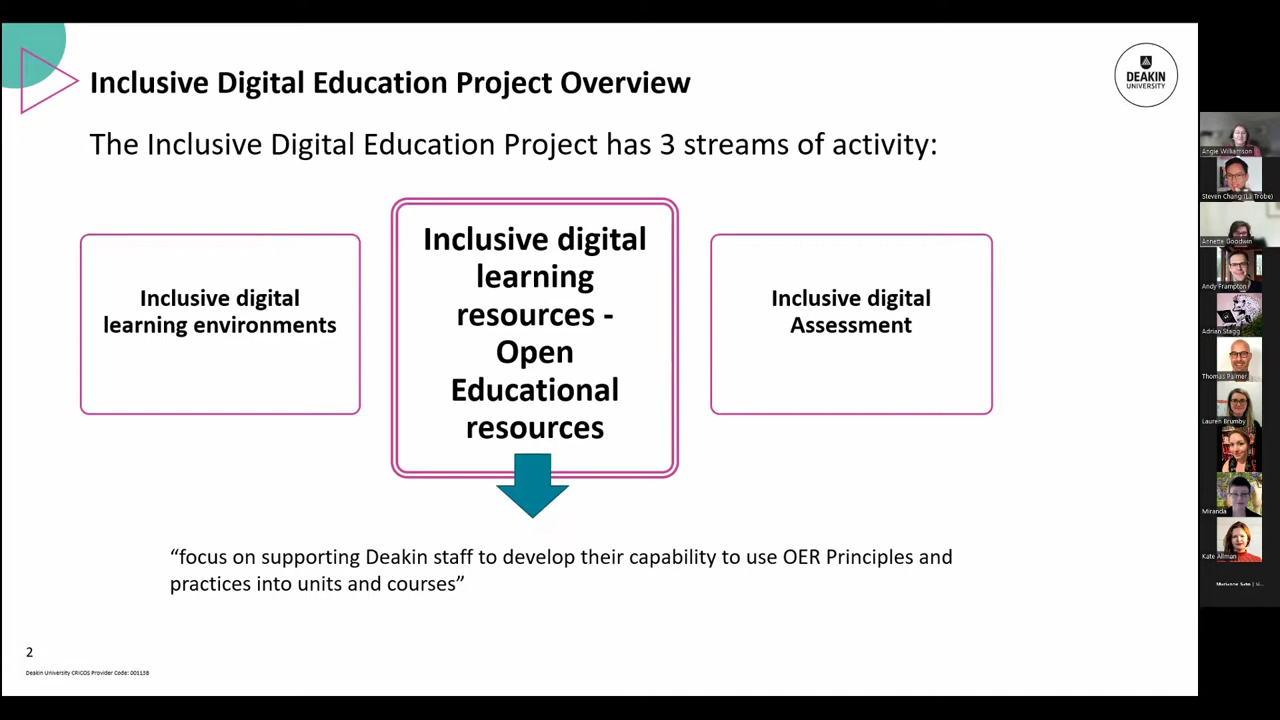 Inclusive Digital Education Project Overview
DEAKIN
UNIVERSITY
The Inclusive Digital Education Project has 3 streams of activity:
Inclusive digital
learning environments
Inclusive digital
learning
resources -
Open
Educational
resources
Inclusive digital
Assessment
“focus on supporting Deakin staff to develop their capability to use OER Principles and
practices into units and courses”
2
Deakin University CRICOS Provider Code: 00113B
Angie Williamson
Steven Chang (La Trobe)
Annette Goodwin
Andy Frampton
Adrian Stagg
Thomas Palmer
Lauren Brumby
Miranda
Kate Allman